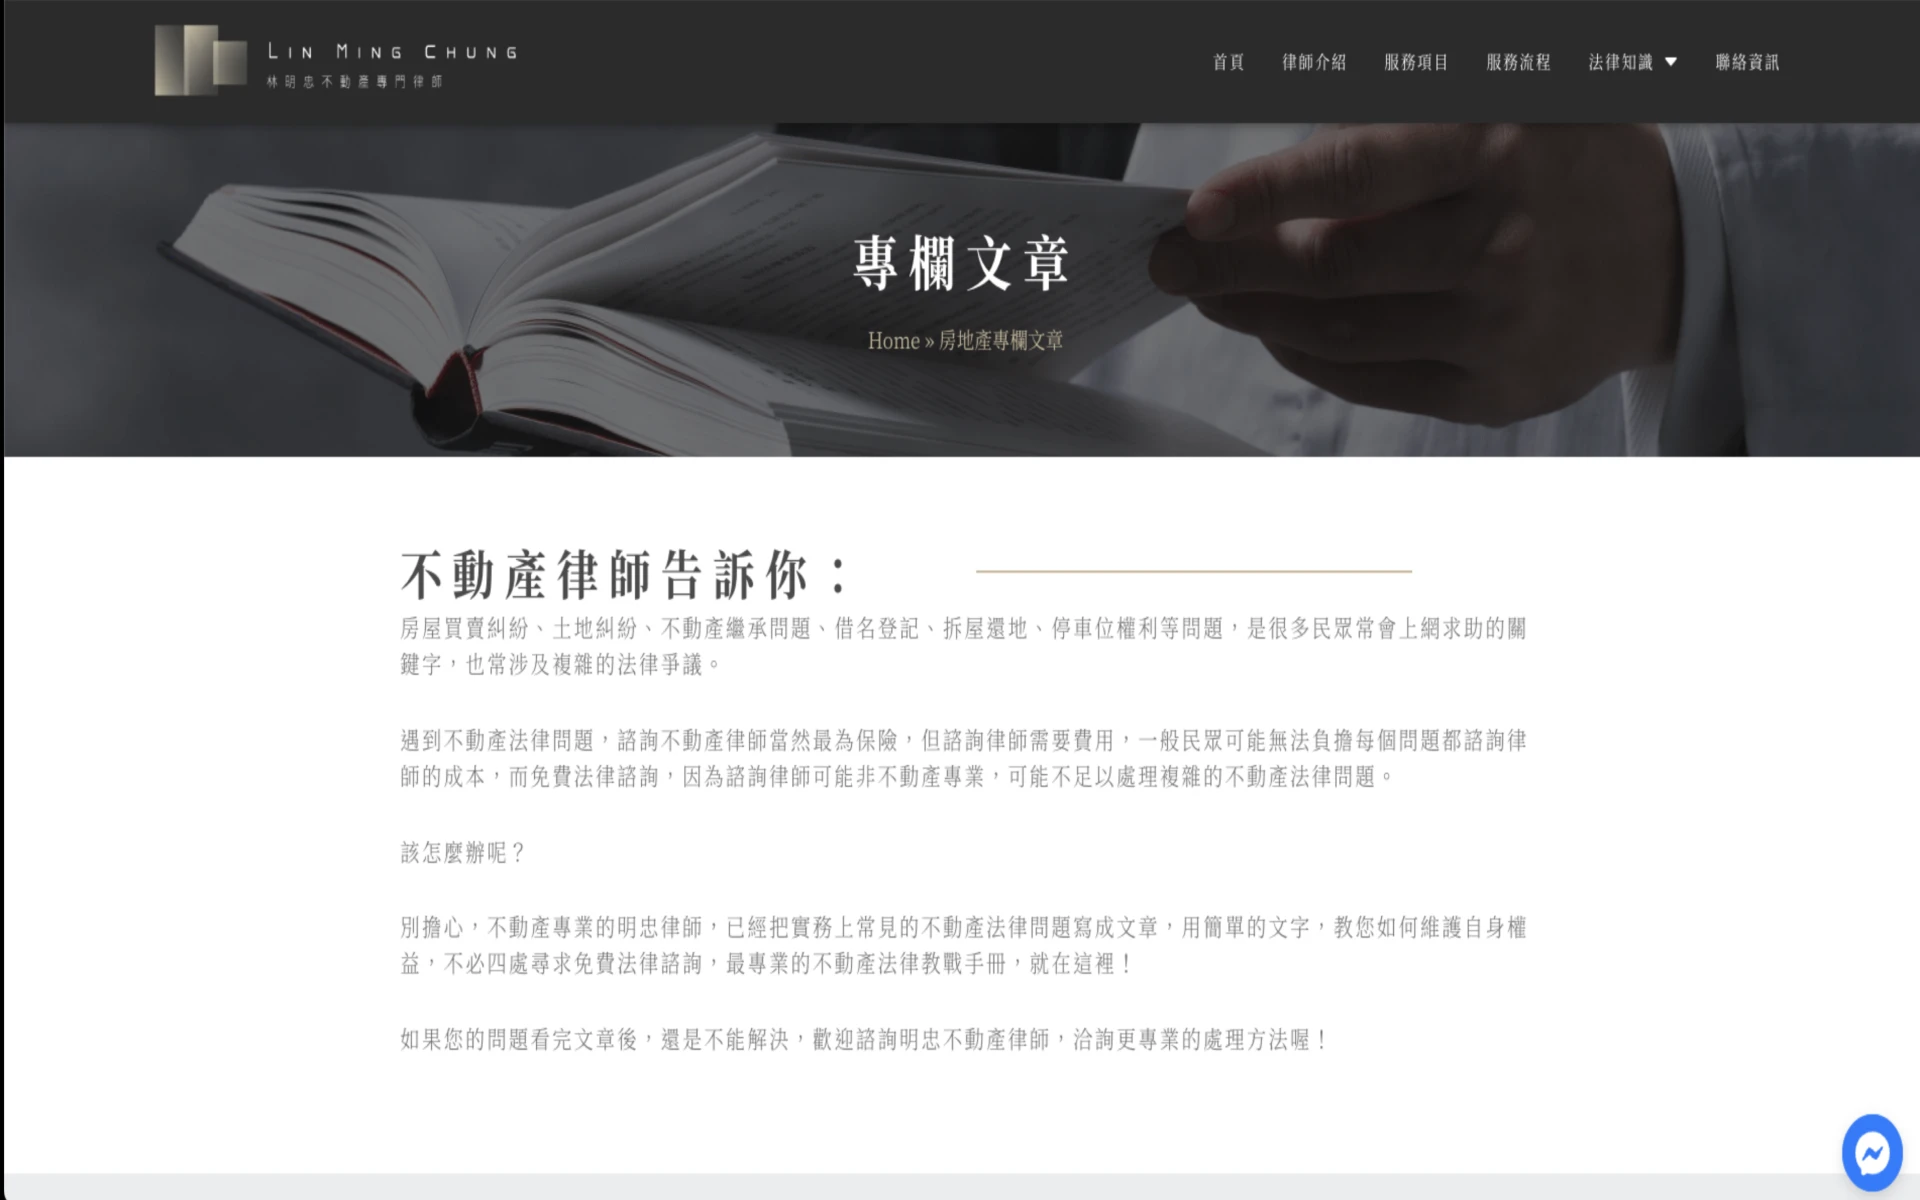 LIN MING CHUNG
林明忠不動產專門律師
首頁 律師介紹 服務項目 服務流程 法律知識 聯絡資訊
專欄文章
Home » 房地產專欄文章
不動產律師告訴你：
房屋買賣糾紛、土地糾紛、不動產繼承問題、借名登記、拆屋還地、停車位權利等問題，是很多民眾常會上網求助的關
鍵字，也常涉及複雜的法律爭議。
遇到不動產法律問題，諮詢不動產律師當然最為保險，但諮詢律師需要費用，一般民眾可能無法負擔每個問題都諮詢律
師的成本，而免費法律諮詢，因為諮詢律師可能非不動產專業，可能不足以處理複雜的不動產法律問題。
該怎麼辦呢？
別擔心，不動產專業的明忠律師，已經把實務上常見的不動產法律問題寫成文章，用簡單的文字，教您如何維護自身權
益，不必四處尋求免費法律諮詢，最專業的不動產法律教戰手冊，就在這裡！
如果您的問題看完文章後，還是不能解決，歡迎諮詢明忠不動產律師，洽詢更專業的處理方法喔！